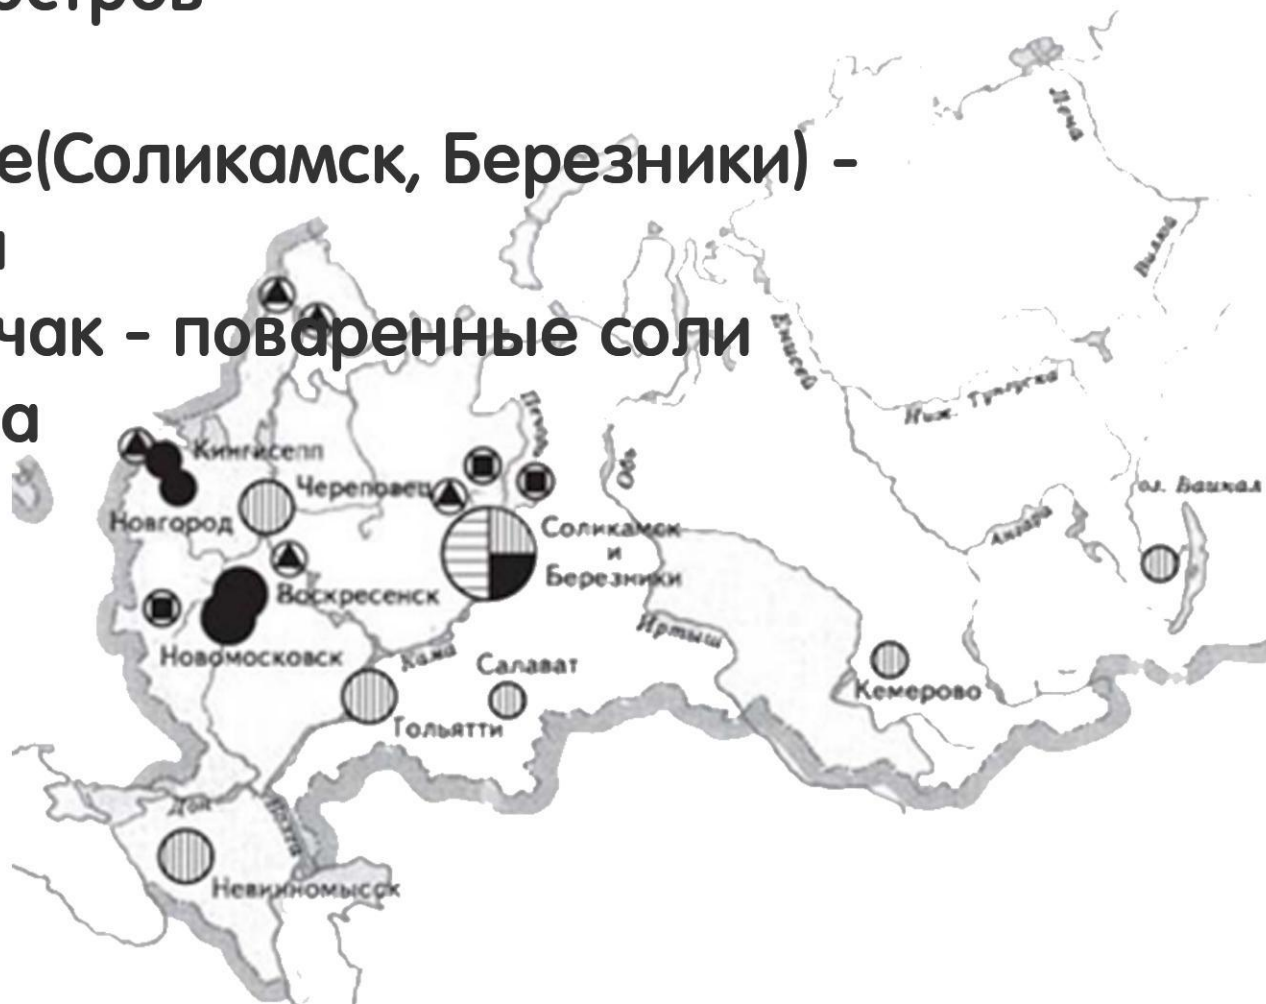 остров
е(Соликамск, Березники) -
чак - поваренные соли
а
Лена
Вилюй
Енисей
Ниж. Тунгуска
Печора
Обь
оз. Байкал
Ангара
Кингисепп
Череповец
Новгород
Соликамск
и
Березники
Воскресенск
Иртыш
Новомосковск
Кама
Салават
Кемерово
Тольятти
Дон
Волга
Невинномысск